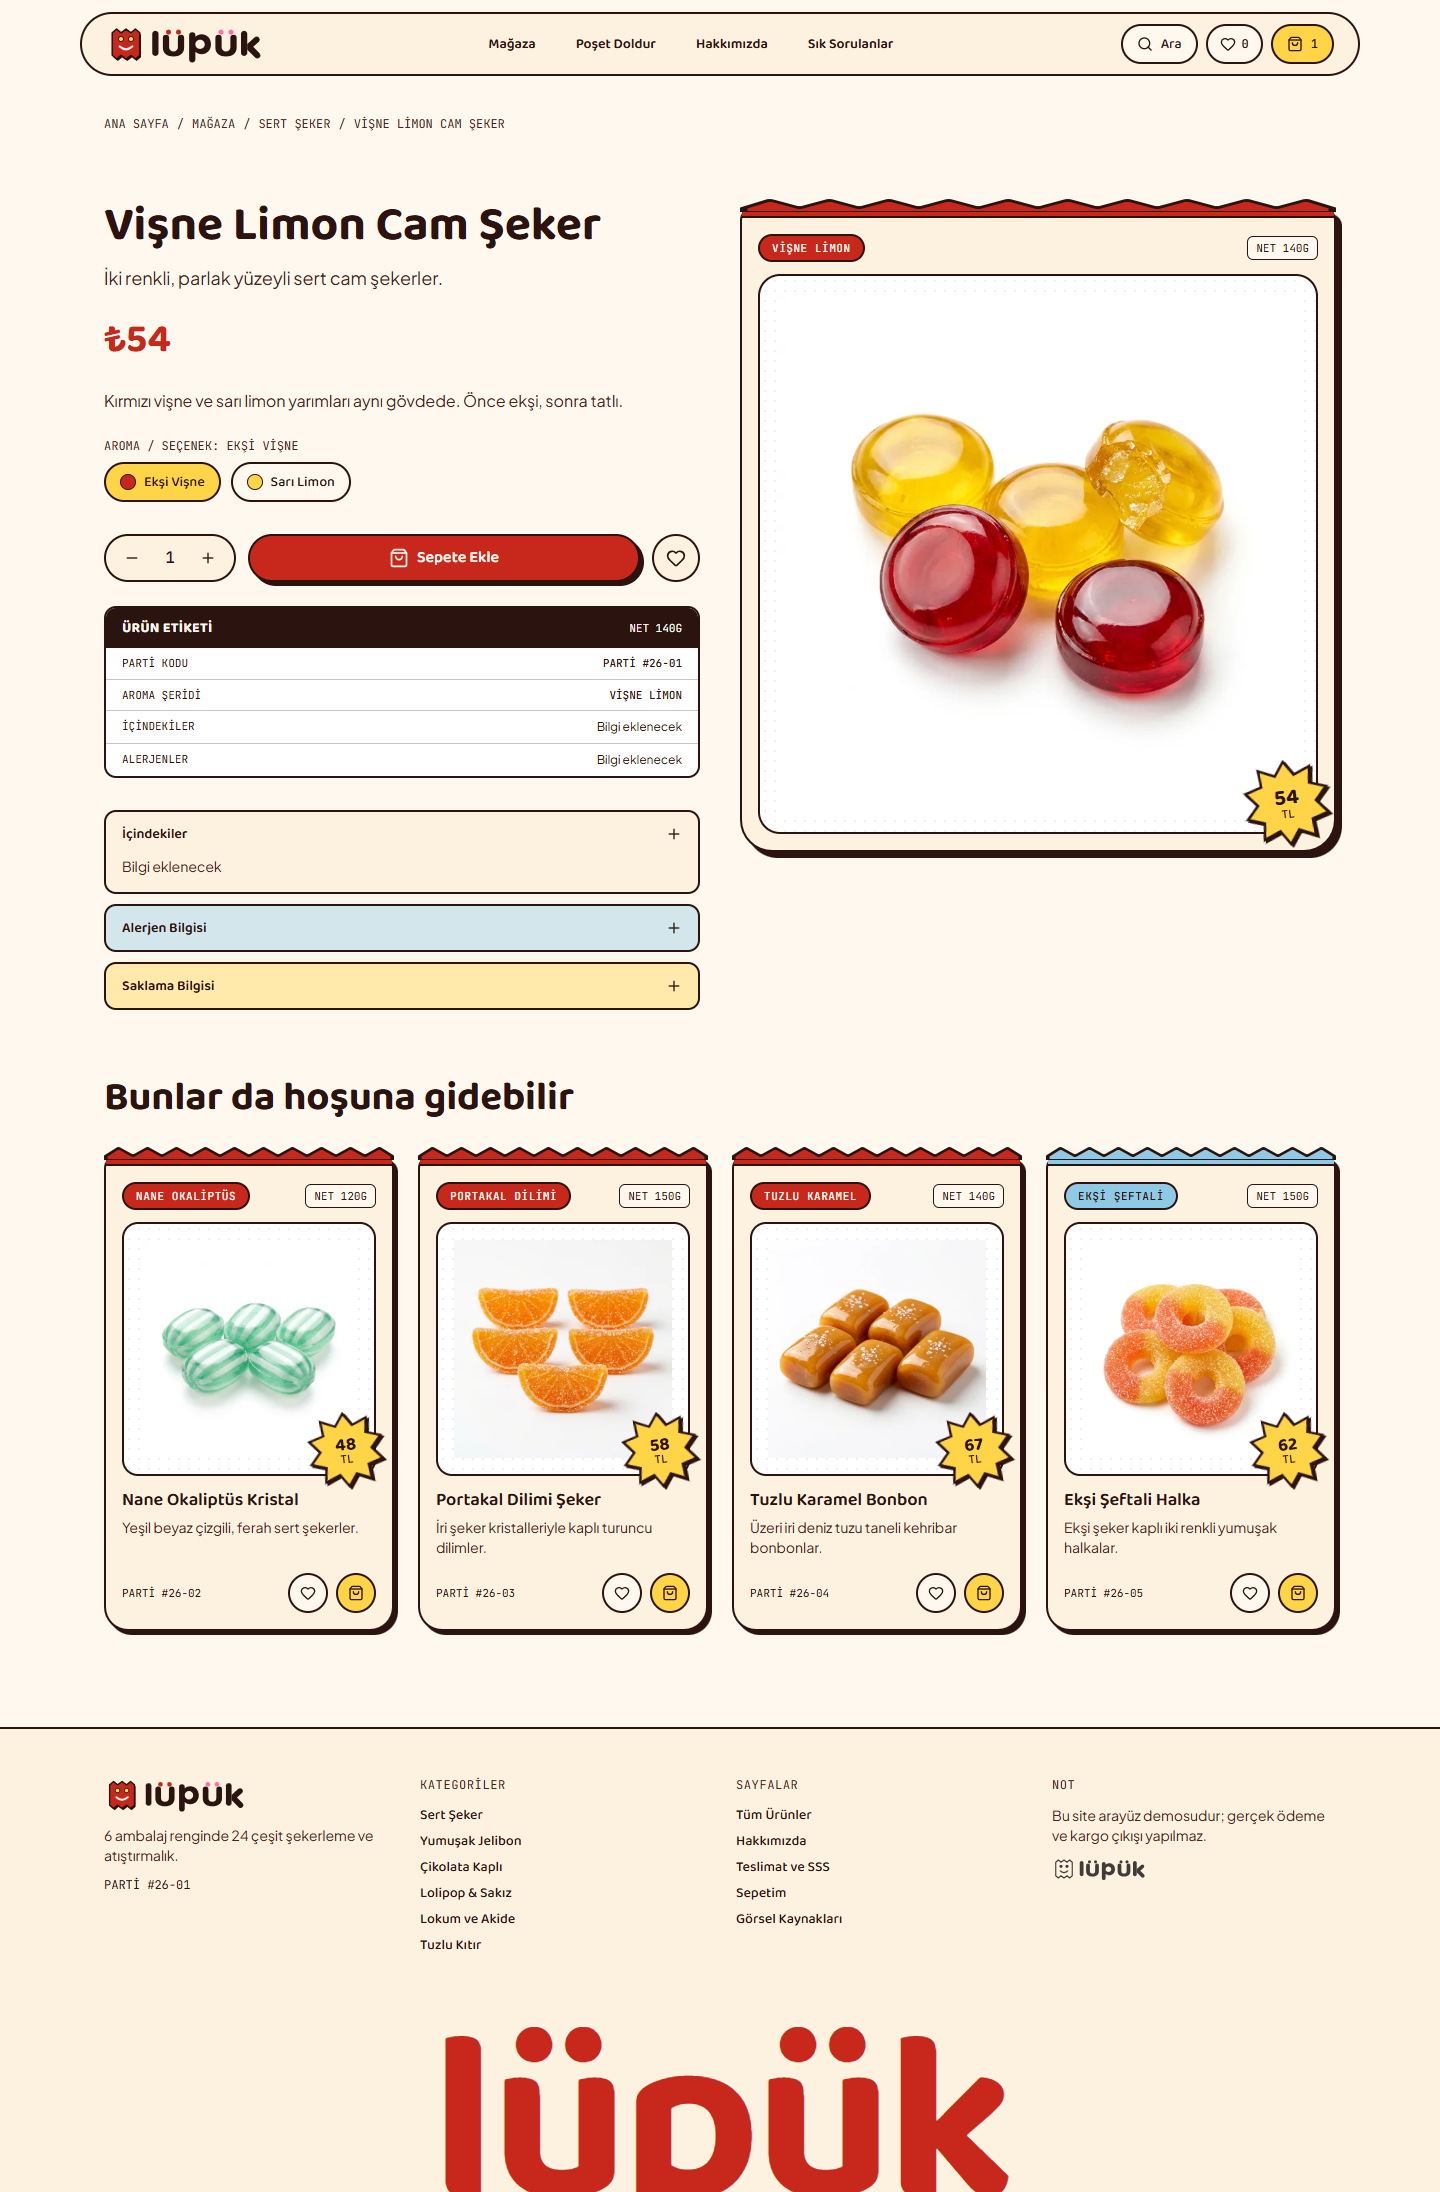 lüpük
Mağaza
Poşet Doldur
Hakkımızda
Sık Sorulanlar
Ara
0
1
ANA SAYFA / MAĞAZA / SERT ŞEKER / VİŞNE LİMON CAM ŞEKER
Vişne Limon Cam Şeker
İki renkli, parlak yüzeyli sert cam şekerler.
₺54
Kırmızı vişne ve sarı limon yarımları aynı gövdede. Önce ekşi, sonra tatlı.
AROMA / SEÇENEK: EKŞİ VİŞNE
Ekşi Vişne
Sarı Limon
1
Sepete Ekle
ÜRÜN ETİKETİ
NET 140G
PARTİ KODU
PARTİ #26-01
AROMA ŞERİDİ
VİŞNE LİMON
İÇİNDEKİLER
Bilgi eklenecek
ALERJENLER
Bilgi eklenecek
İçindekiler
Bilgi eklenecek
Alerjen Bilgisi
Saklama Bilgisi
VİŞNE LİMON
NET 140G
54
TL
Bunlar da hoşuna gidebilir
NANE OKALİPTÜS
NET 120G
48
TL
Nane Okaliptüs Kristal
Yeşil beyaz çizgili, ferah sert şekerler.
PARTİ #26-02
PORTAKAL DİLİMİ
NET 150G
58
TL
Portakal Dilimi Şeker
İri şeker kristalleriyle kaplı turuncu
dilimler.
PARTİ #26-03
TUZLU KARAMEL
NET 140G
67
TL
Tuzlu Karamel Bonbon
Üzeri iri deniz tuzu taneli kehribar
bonbonlar.
PARTİ #26-04
EKŞİ ŞEFTALİ
NET 150G
62
TL
Ekşi Şeftali Halka
Ekşi şeker kaplı iki renkli yumuşak
halkalar.
PARTİ #26-05
lüpük
6 ambalaj renginde 24 çeşit şekerleme ve
atıştırmalık.
PARTİ #26-01
KATEGORİLER
Sert Şeker
Yumuşak Jelibon
Çikolata Kaplı
Lolipop & Sakız
Lokum ve Akide
Tuzlu Kıtır
SAYFALAR
Tüm Ürünler
Hakkımızda
Teslimat ve SSS
Sepetim
Görsel Kaynakları
NOT
Bu site arayüz demosudur; gerçek ödeme
ve kargo çıkışı yapılmaz.
lüpük
lüpük